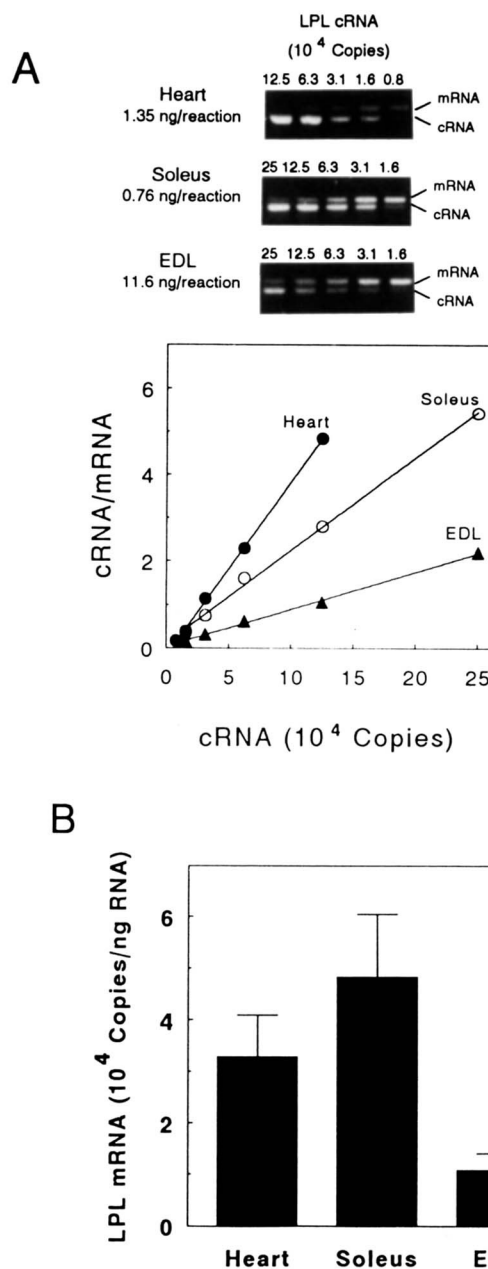 A
LPL cRNA
(10 4 Copies)
Heart
1.35 ng/reaction
12.5 6.3 3.1 1.6 0.8
mRNA
cRNA
Soleus
0.76 ng/reaction
25 12.5 6.3 3.1 1.6
mRNA
cRNA
EDL
11.6 ng/reaction
25 12.5 6.3 3.1 1.6
mRNA
cRNA
cRNA/mRNA
6
4
2
0
Heart
Soleus
EDL
0 5 10 15 20 25
cRNA (10 4 Copies)
B
LPL mRNA (10 4 Copies/ng RNA)
6
4
2
0
Heart Soleus E